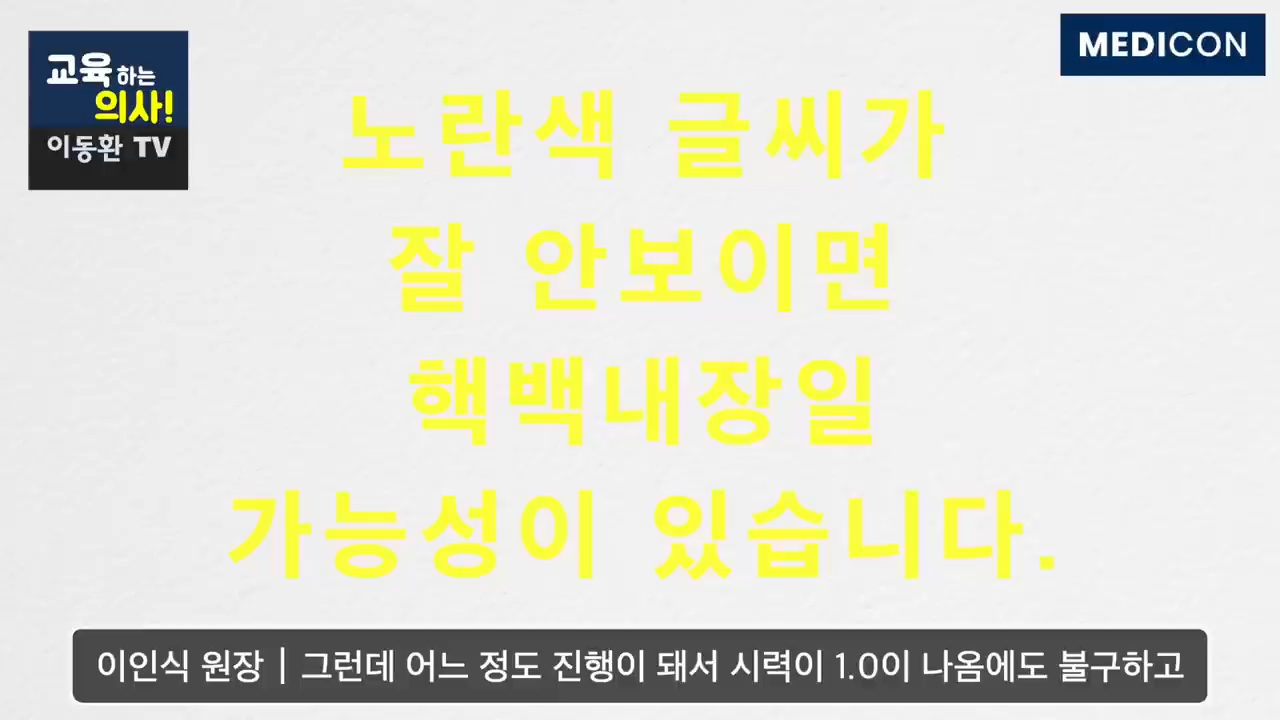 교육하는
의사!
이동환 TV
MEDICON
노란색 글씨가
잘 안보이면
핵백내장일
가능성이 있습니다.
이인식 원장 | 그런데 어느 정도 진행이 돼서 시력이 1.0이 나옴에도 불구하고